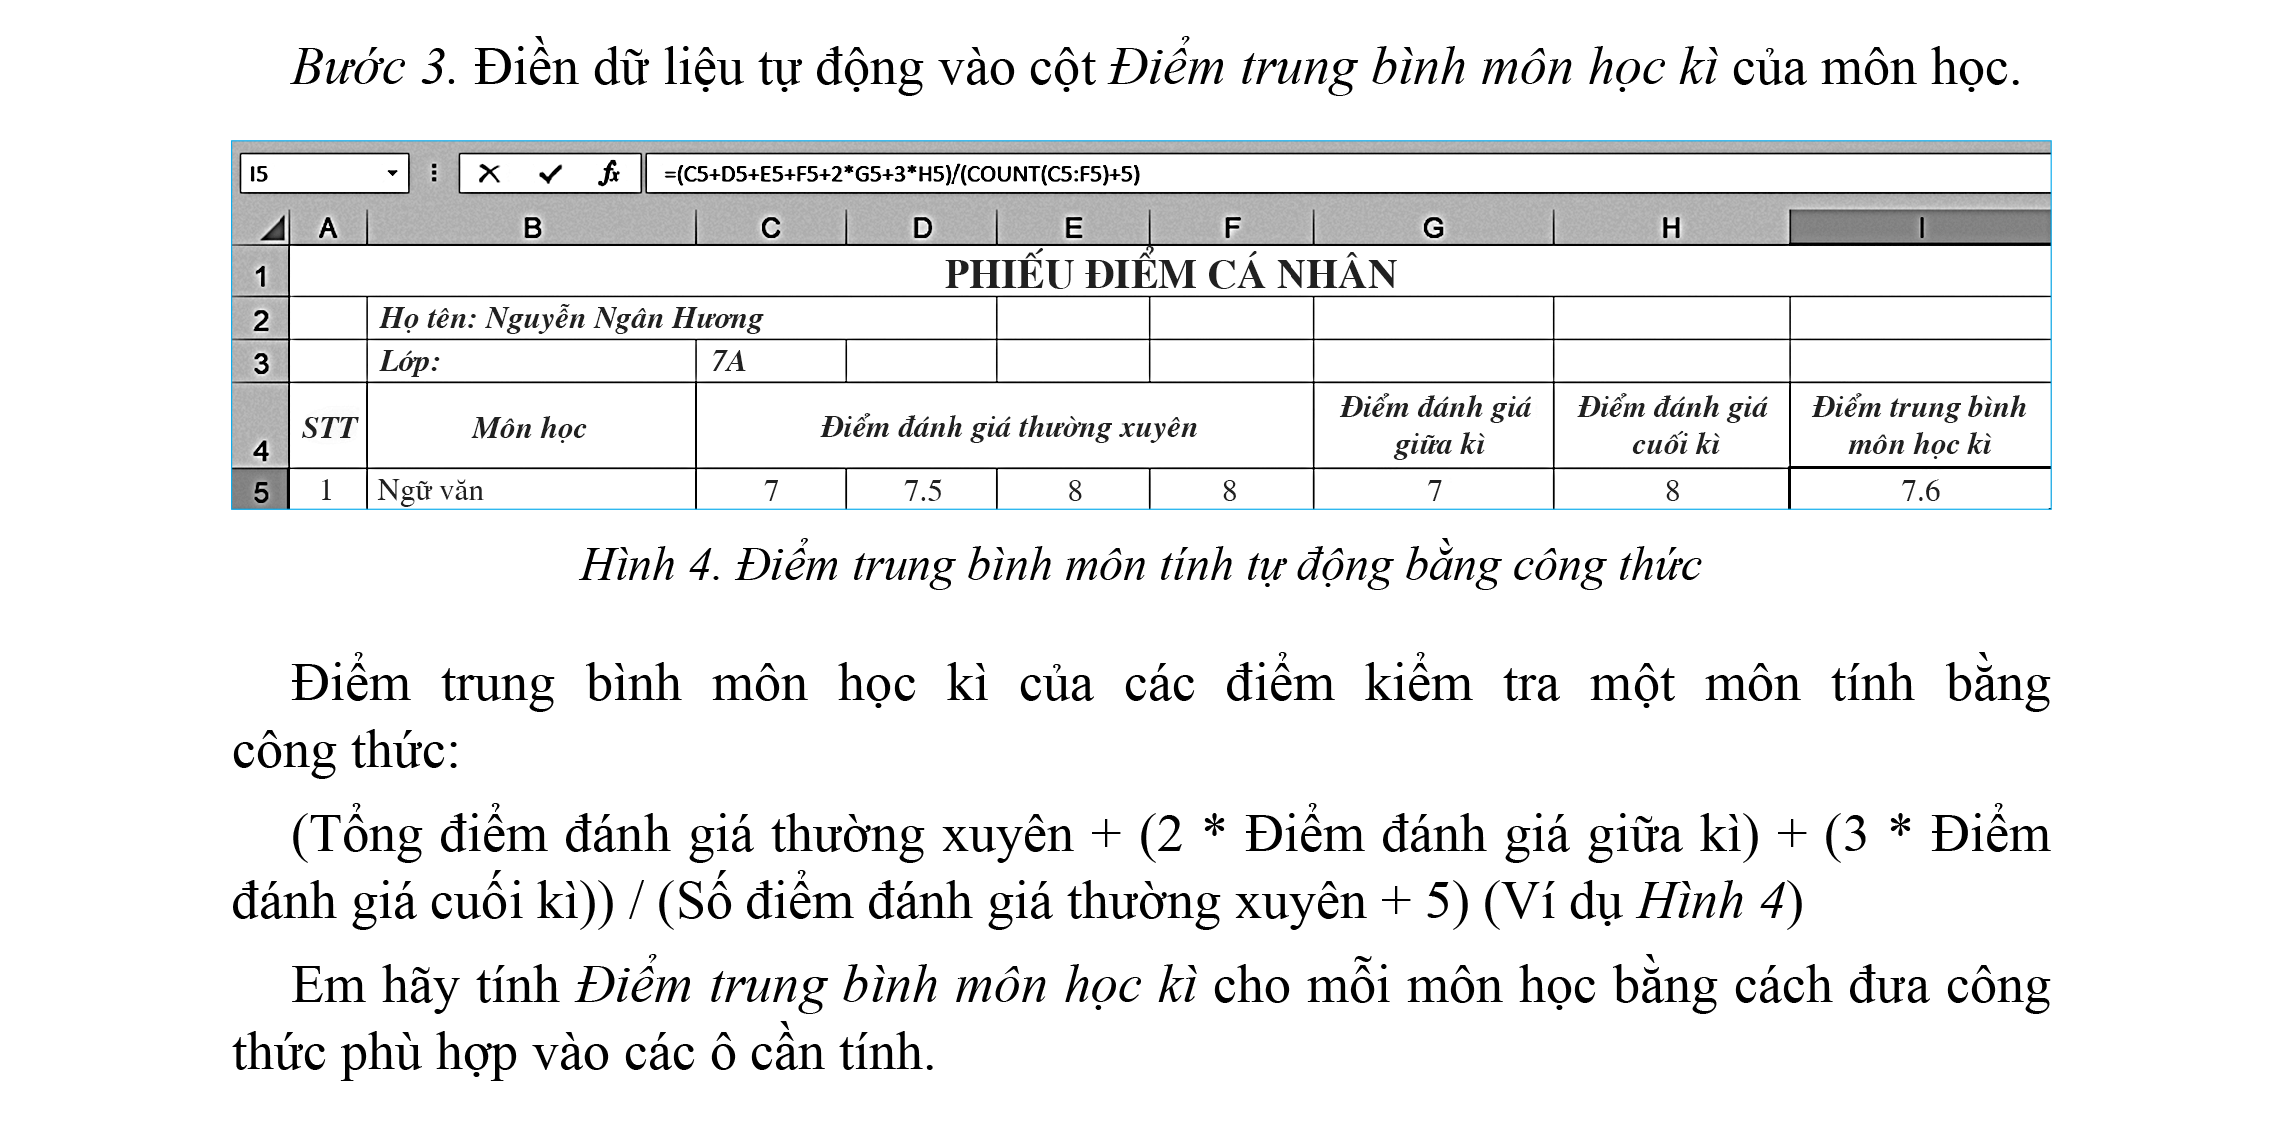 Bước 3. Điền dữ liệu tự động vào cột Điểm trung bình môn học kì của môn học.
I5 =(C5+D5+E5+F5+2*G5+3*H5)/(COUNT(C5:F5)+5)
A B C D E F G H I
1 PHIẾU ĐIỂM CÁ NHÂN
2 Họ tên: Nguyễn Ngân Hương
3 Lớp: 7A
4 STT Môn học Điểm đánh giá thường xuyên Điểm đánh giá giữa kì Điểm đánh giá cuối kì Điểm trung bình môn học kì
5 1 Ngữ văn 7 7.5 8 8 7 8 7.6
Hình 4. Điểm trung bình môn tính tự động bằng công thức
Điểm trung bình môn học kì của các điểm kiểm tra một môn tính bằng
công thức:
(Tổng điểm đánh giá thường xuyên + (2 * Điểm đánh giá giữa kì) + (3 * Điểm
đánh giá cuối kì)) / (Số điểm đánh giá thường xuyên + 5) (Ví dụ Hình 4)
Em hãy tính Điểm trung bình môn học kì cho mỗi môn học bằng cách đưa công
thức phù hợp vào các ô cần tính.